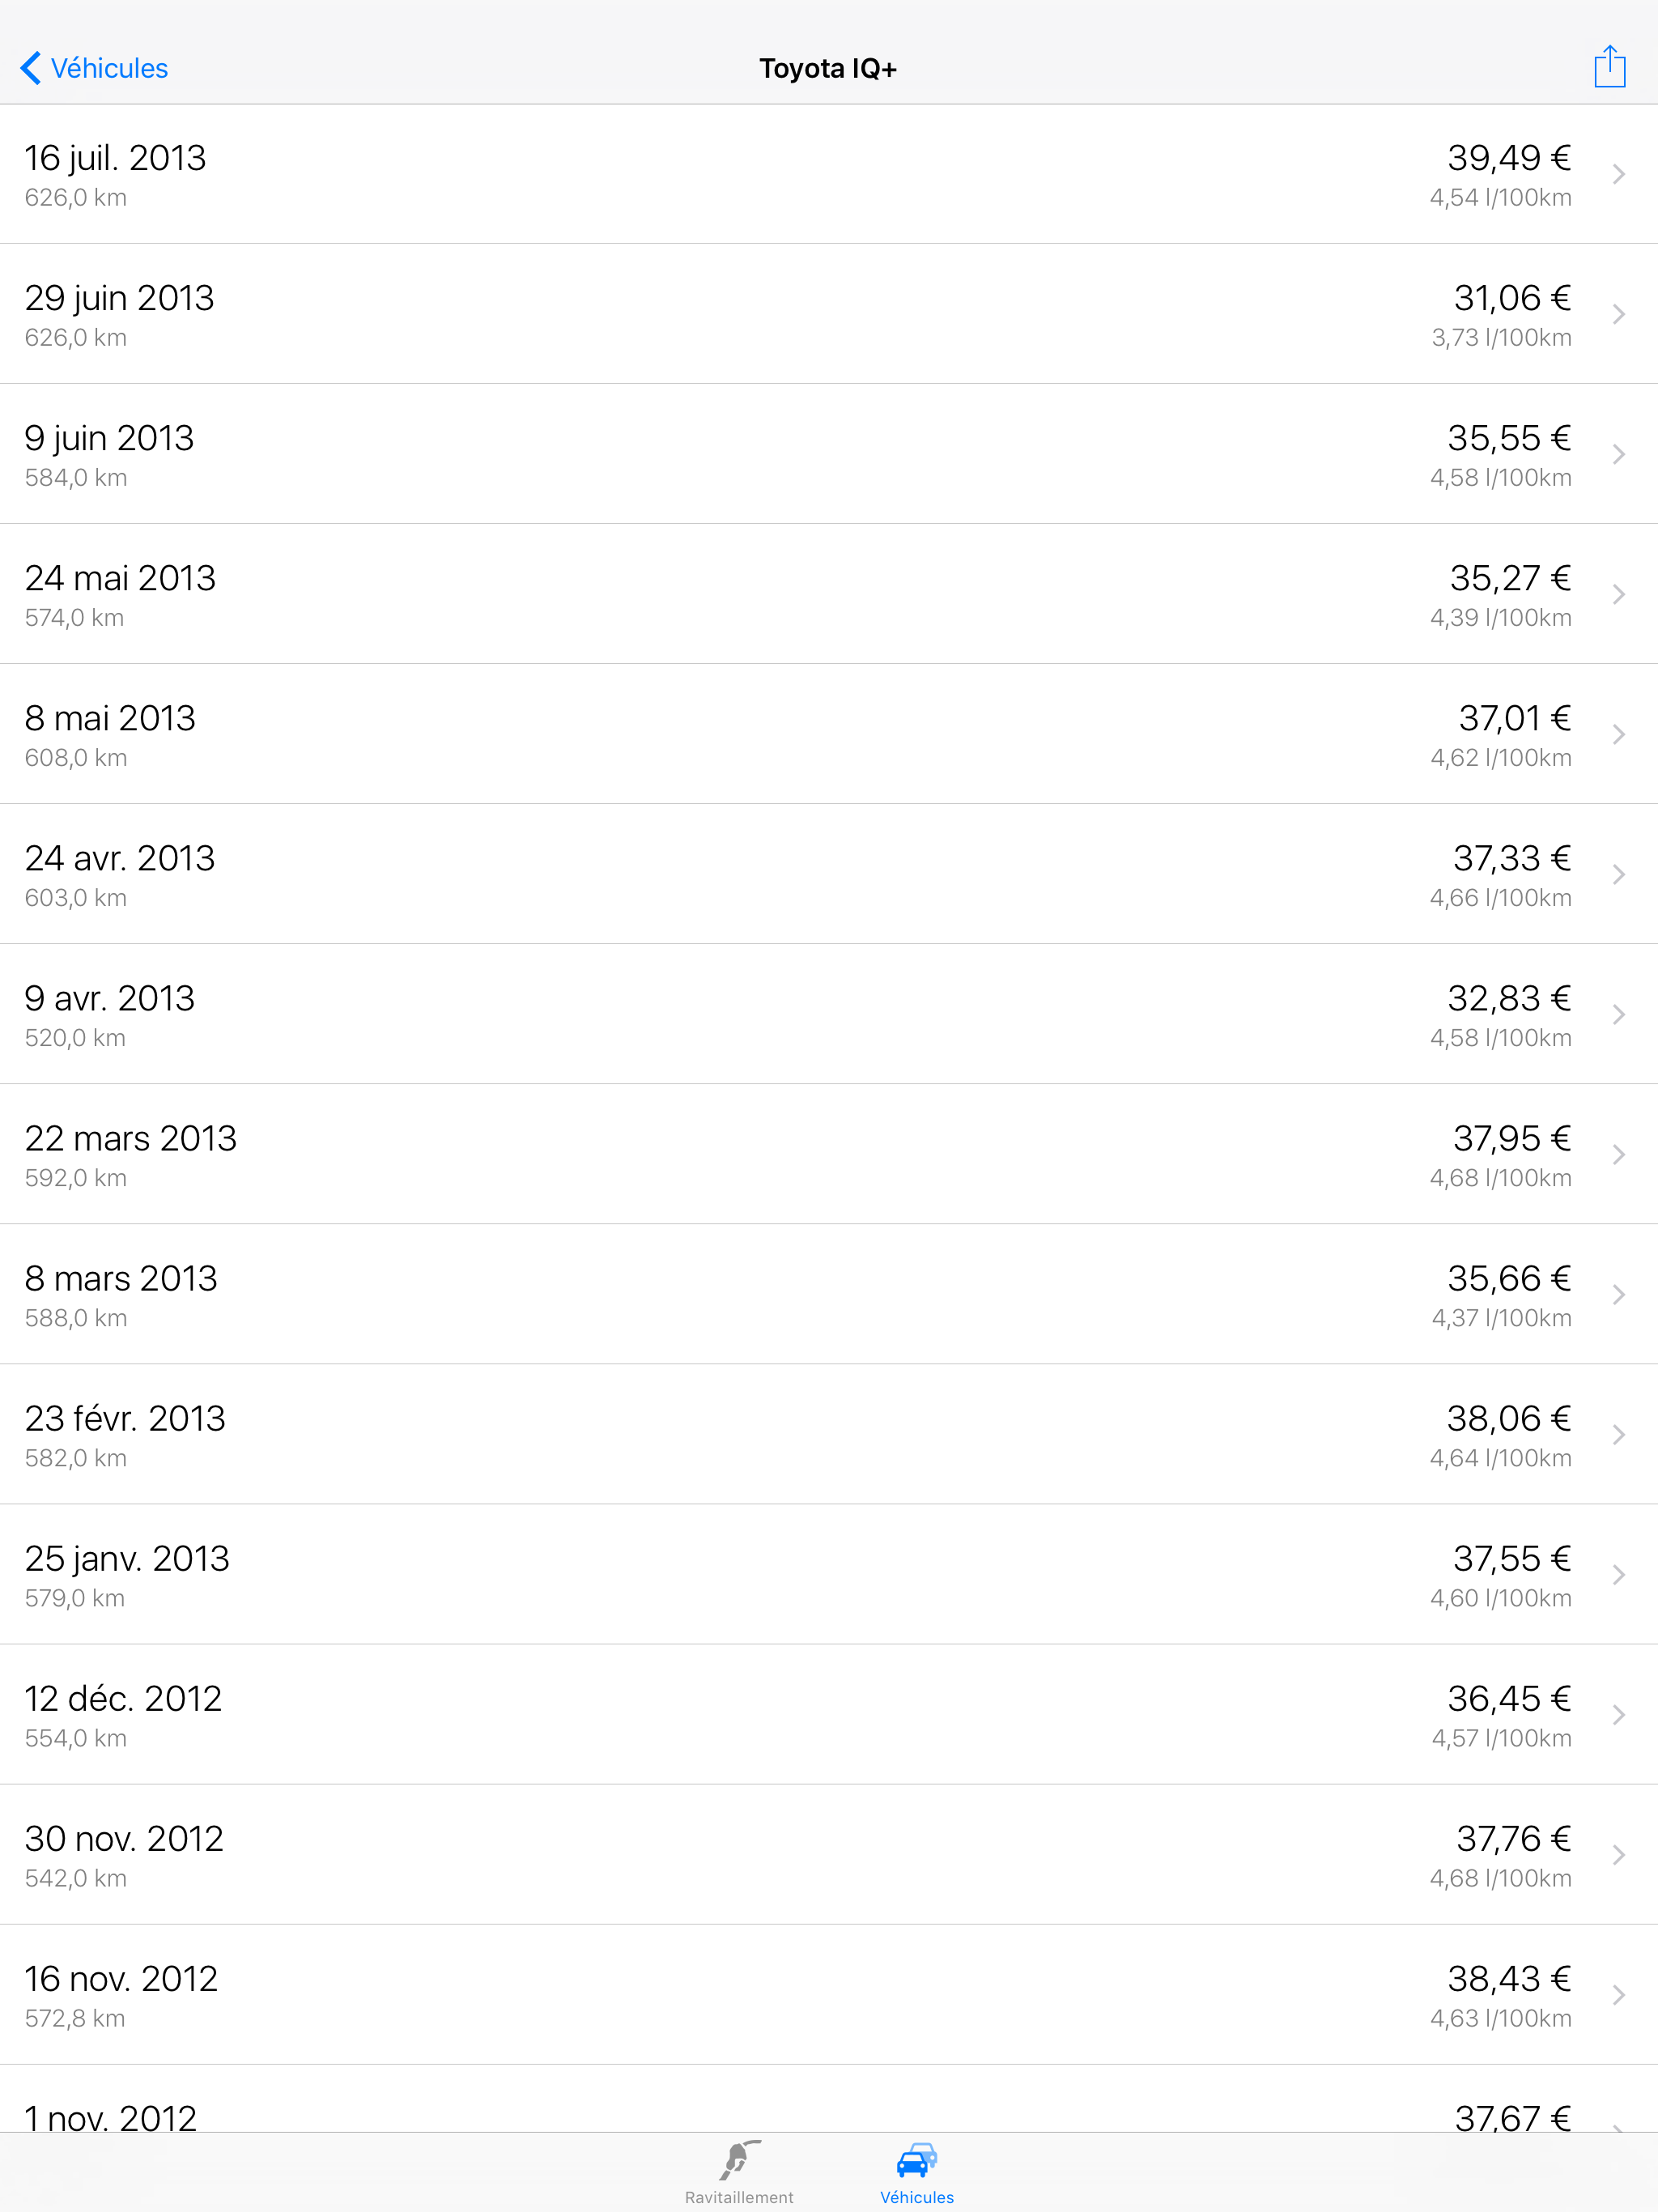 Véhicules
Toyota IQ+
16 juil. 2013 39,49 €
626,0 km 4,54 l/100km
29 juin 2013 31,06 €
626,0 km 3,73 l/100km
9 juin 2013 35,55 €
584,0 km 4,58 l/100km
24 mai 2013 35,27 €
574,0 km 4,39 l/100km
8 mai 2013 37,01 €
608,0 km 4,62 l/100km
24 avr. 2013 37,33 €
603,0 km 4,66 l/100km
9 avr. 2013 32,83 €
520,0 km 4,58 l/100km
22 mars 2013 37,95 €
592,0 km 4,68 l/100km
8 mars 2013 35,66 €
588,0 km 4,37 l/100km
23 févr. 2013 38,06 €
582,0 km 4,64 l/100km
25 janv. 2013 37,55 €
579,0 km 4,60 l/100km
12 déc. 2012 36,45 €
554,0 km 4,57 l/100km
30 nov. 2012 37,76 €
542,0 km 4,68 l/100km
16 nov. 2012 38,43 €
572,8 km 4,63 l/100km
1 nov. 2012 37,67 €
Ravitaillement Véhicules